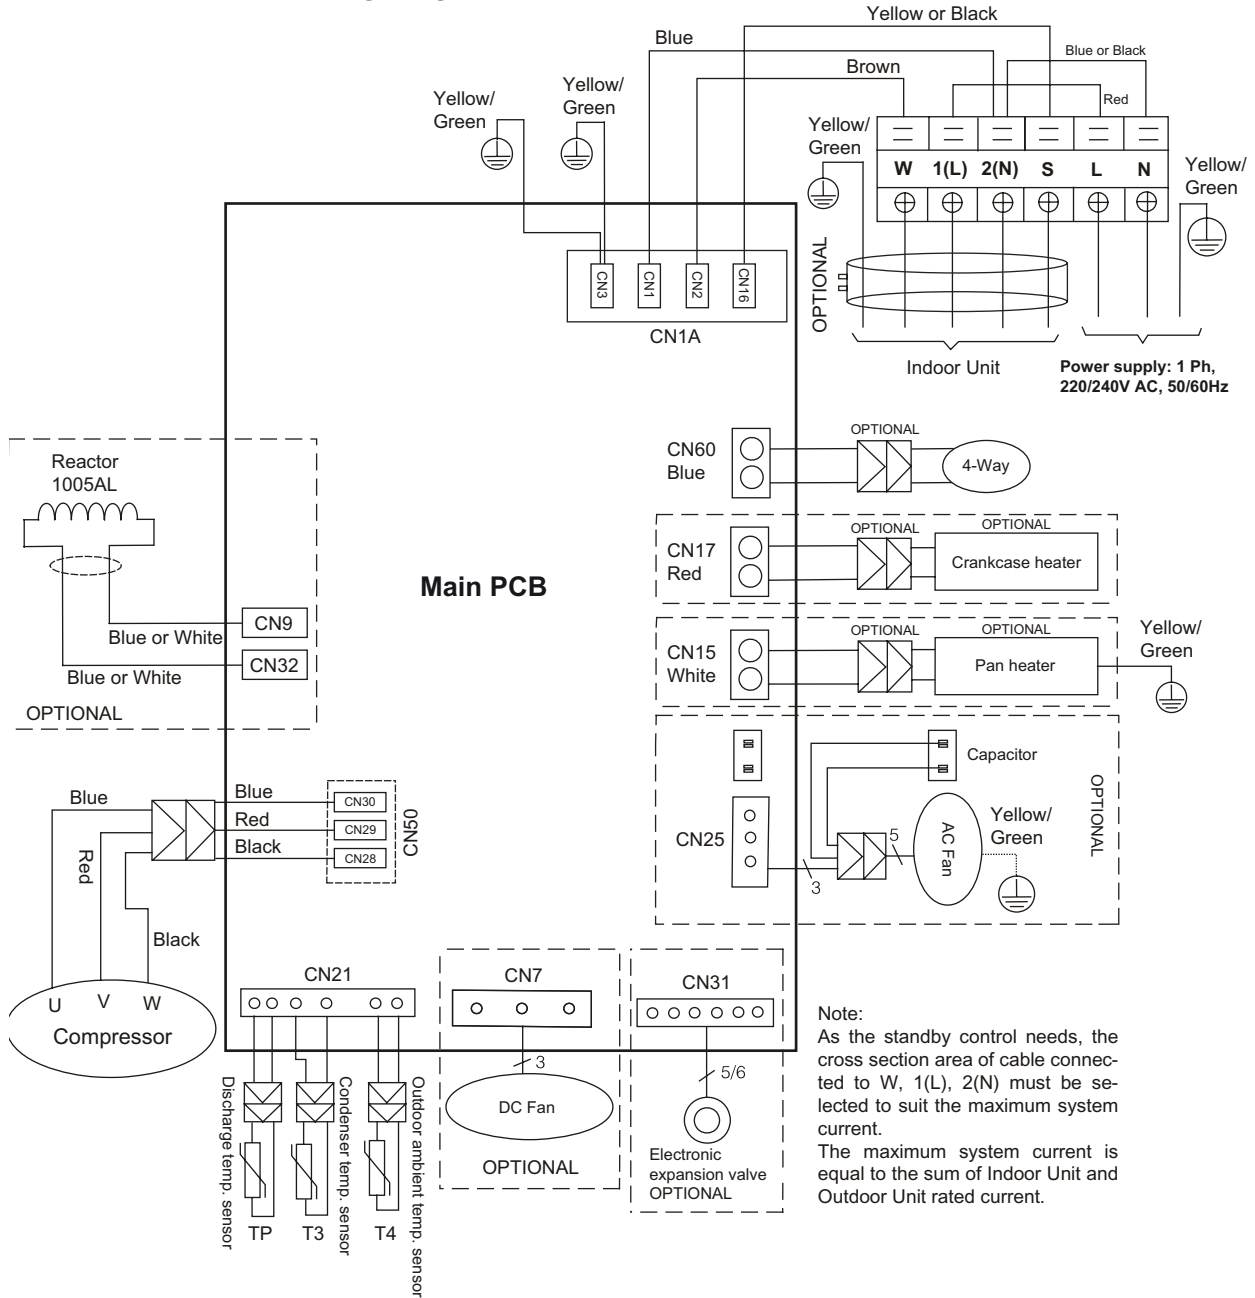 Yellow or Black
Blue
Blue or Black
Brown
Red
Yellow/
Green
Yellow/
Green
Yellow/
Green
Yellow/
Green
W 1(L) 2(N) S L N
OPTIONAL
CN3 CN1 CN2 CN16
CN1A
Indoor Unit
Power supply: 1 Ph,
220/240V AC, 50/60Hz
Reactor
1005AL
CN9
Blue or White
CN32
Blue or White
OPTIONAL
Main PCB
CN60
Blue
OPTIONAL
4-Way
CN17
Red
OPTIONAL
OPTIONAL
Crankcase heater
CN15
White
OPTIONAL
OPTIONAL
Pan heater
Yellow/
Green
Capacitor
OPTIONAL
CN25
3
5
AC Fan
Yellow/
Green
Blue
Red
Black
Blue
Red
Black
CN30
CN29
CN28
CN50
U V W
Compressor
CN21
Discharge temp. sensor
Condenser temp. sensor
Outdoor ambient temp. sensor
TP T3 T4
CN7
3
DC Fan
OPTIONAL
CN31
5/6
Electronic
expansion valve
OPTIONAL
Note:
As the standby control needs, the
cross section area of cable connec-
ted to W, 1(L), 2(N) must be se-
lected to suit the maximum system
current.
The maximum system current is
equal to the sum of Indoor Unit and
Outdoor Unit rated current.